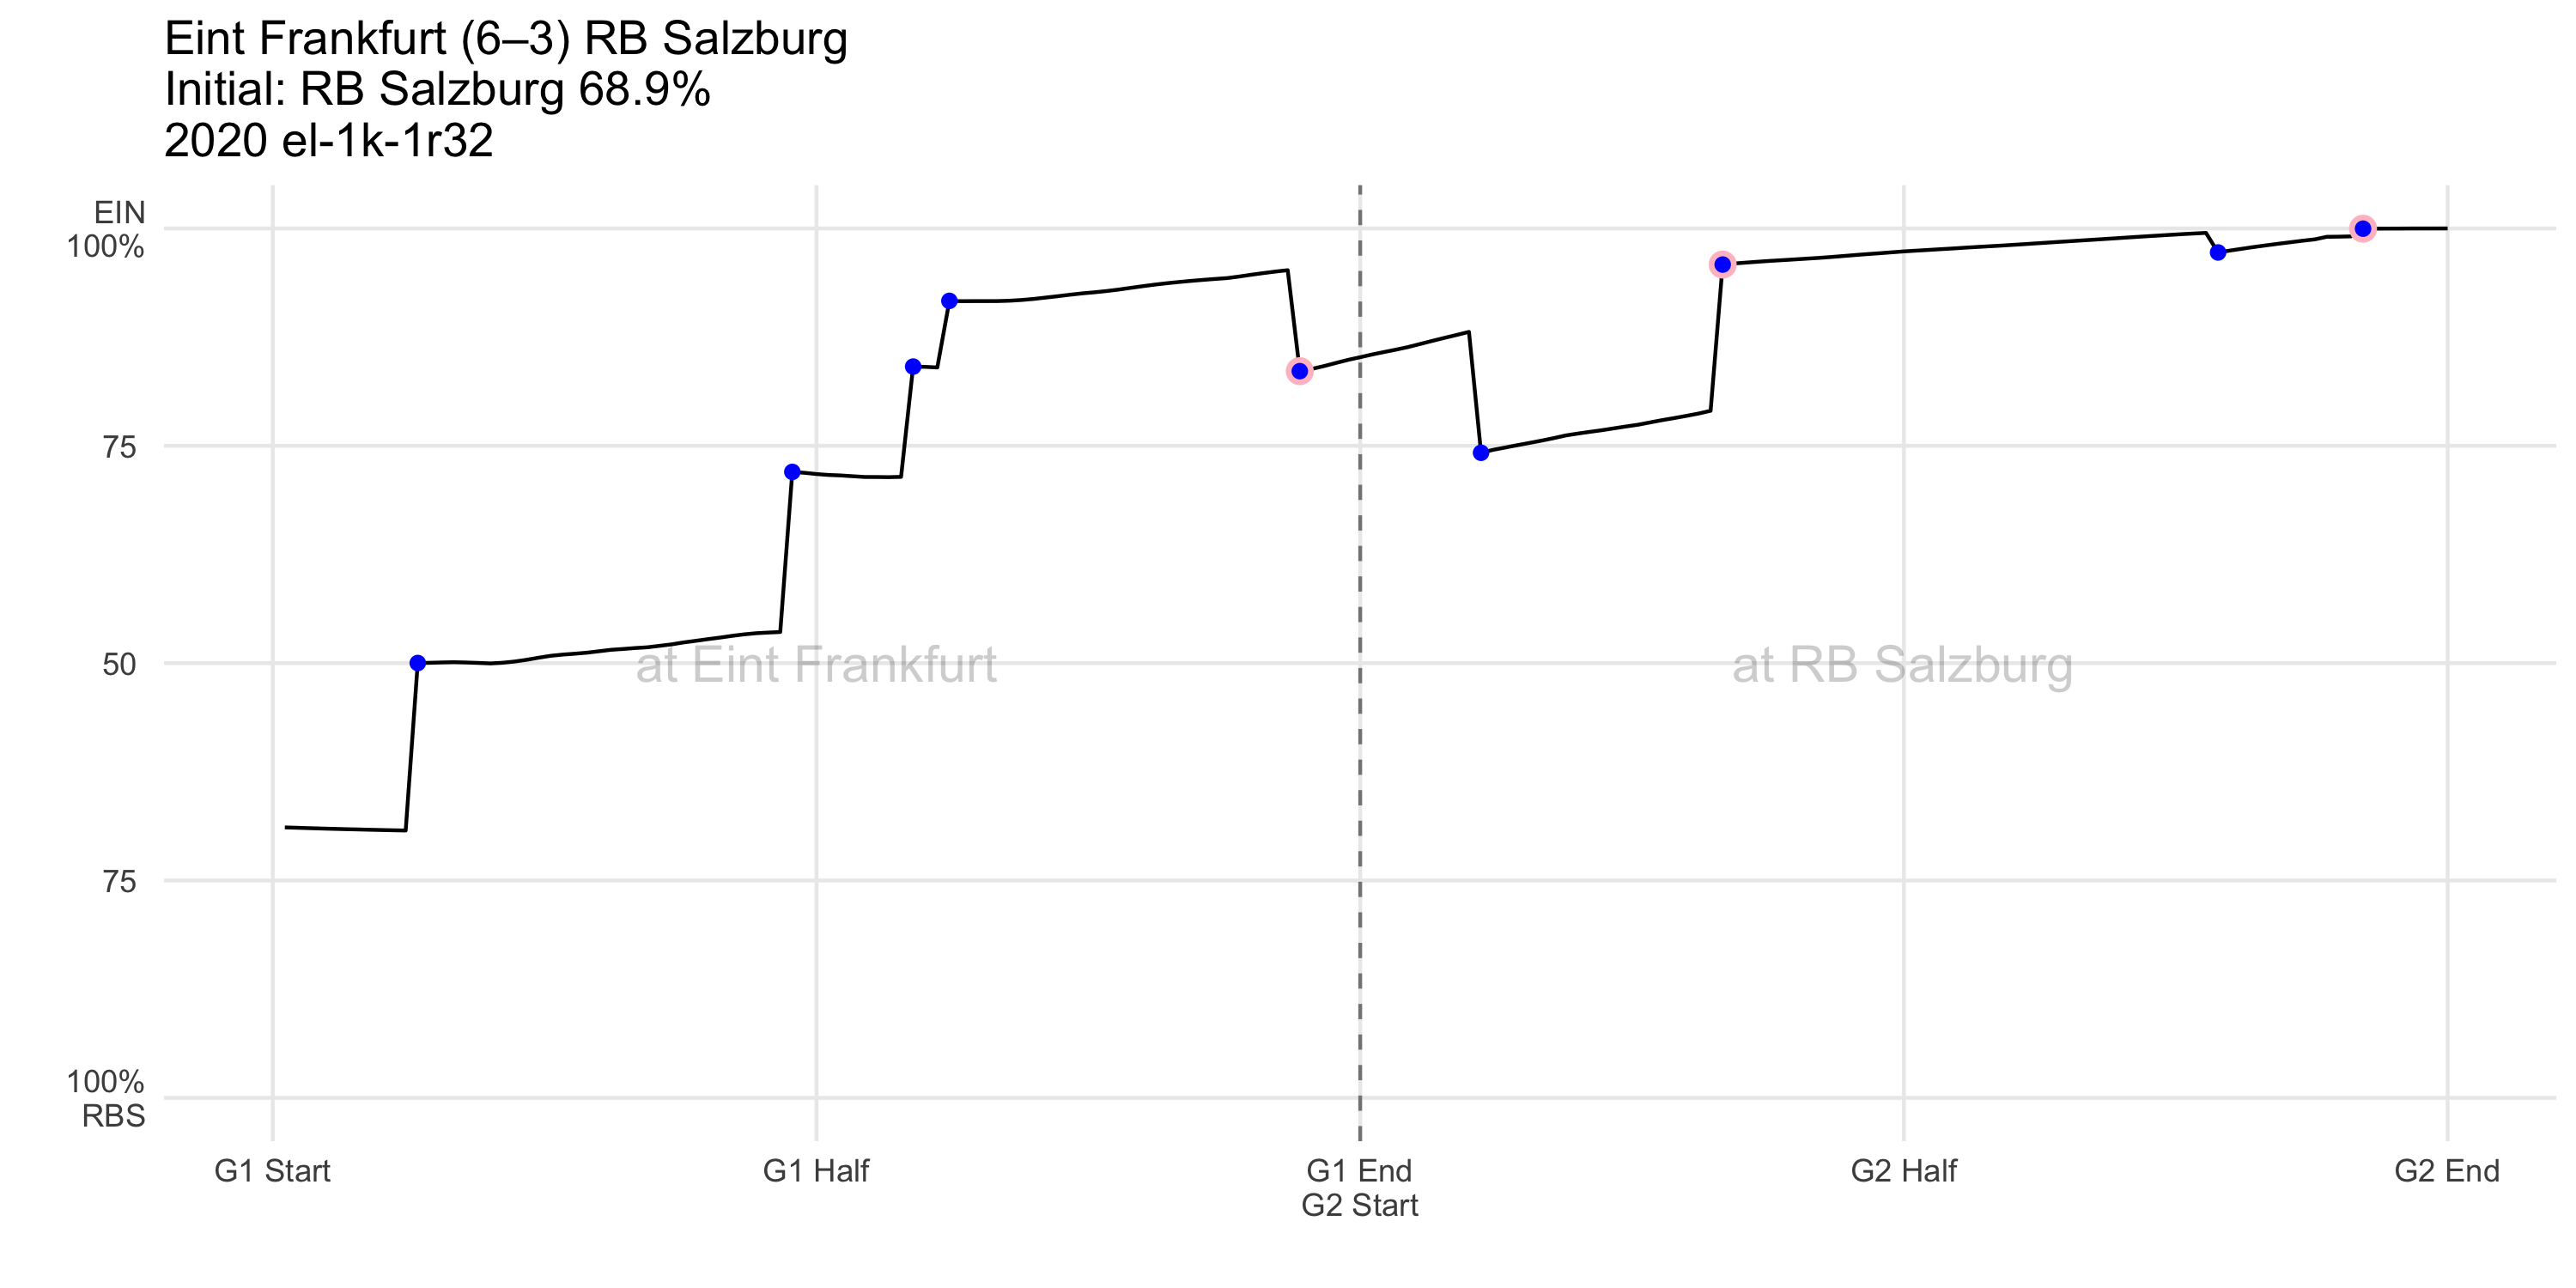 Eint Frankfurt (6–3) RB Salzburg
Initial: RB Salzburg 68.9%
2020 el-1k-1r32
EIN
100%
75
50
75
100%
RBS
at Eint Frankfurt
at RB Salzburg
G1 Start
G1 Half
G1 End
G2 Start
G2 Half
G2 End